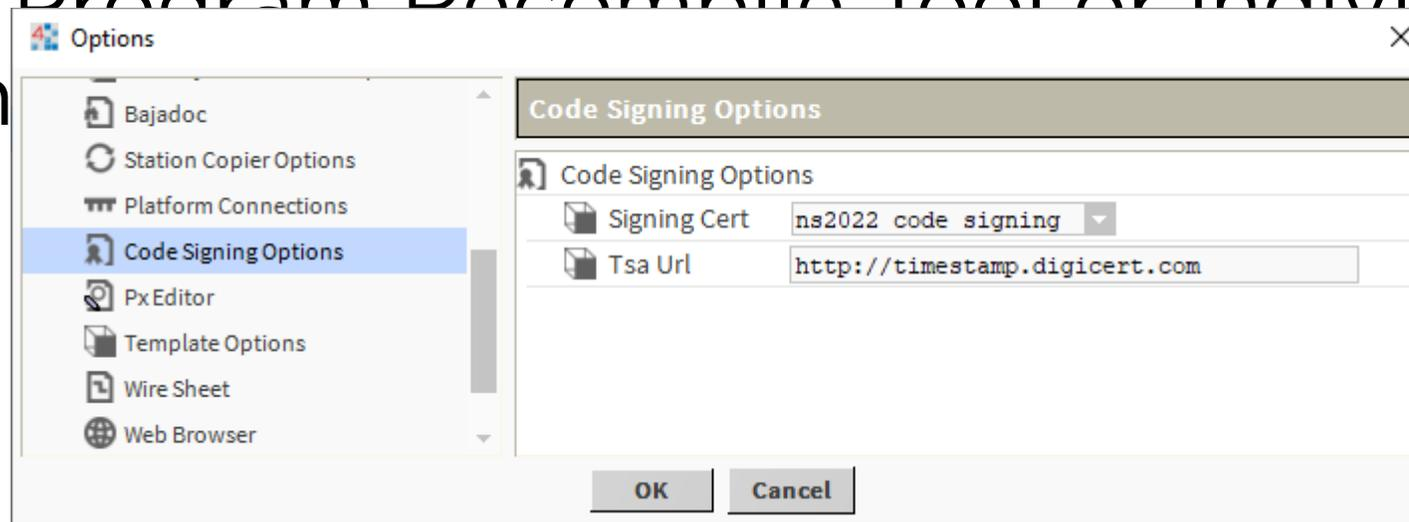 Options
Bajadoc
Station Copier Options
Platform Connections
Code Signing Options
Px Editor
Template Options
Wire Sheet
Web Browser
Code Signing Options
Code Signing Options
Signing Cert
ns2022 code signing
Tsa Url
http://timestamp.digicert.com
OK
Cancel